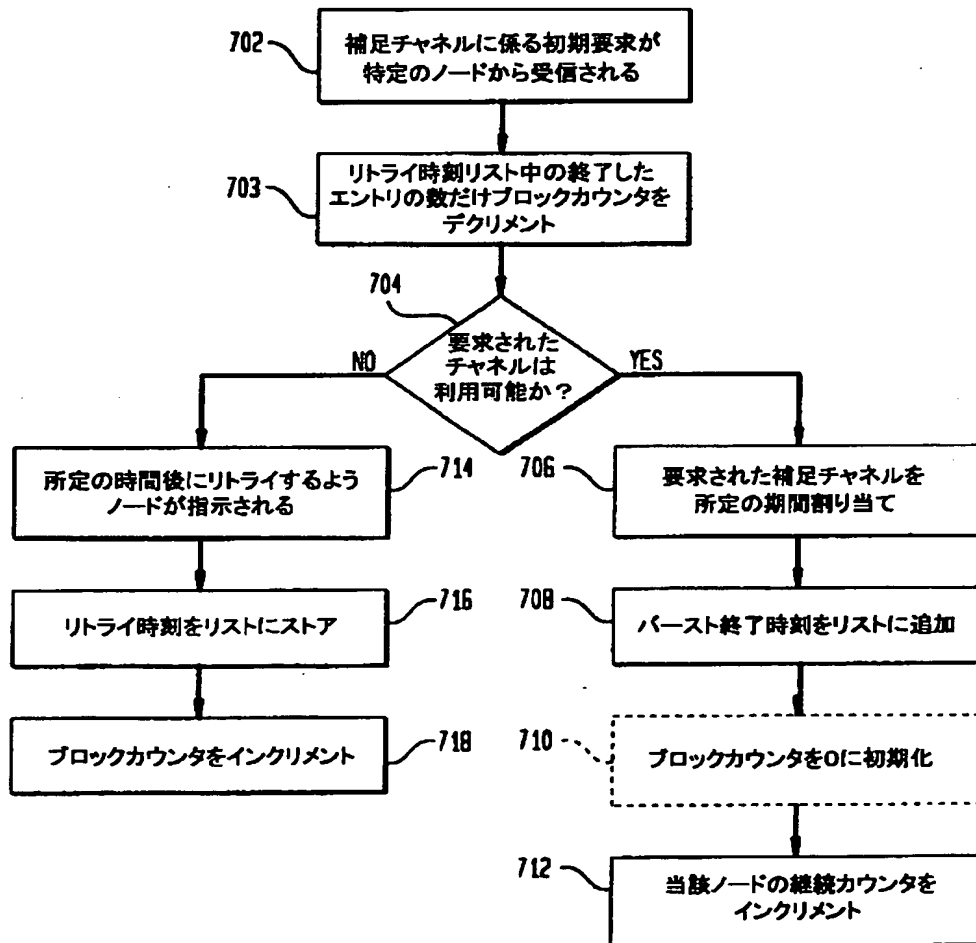 702
補足チャネルに係る初期要求が
特定のノードから受信される
703
リトライ時刻リスト中の終了した
エントリの数だけブロックカウンタを
デクリメント
704
要求された
チャネルは
利用可能か？
NO
YES
所定の時間後にリトライするよう
ノードが指示される
714
706
要求された補足チャネルを
所定の期間割り当て
リトライ時刻をリストにストア
716
708
バースト終了時刻をリストに追加
ブロックカウンタをインクリメント
718
710
ブロックカウンタを0に初期化
712
当該ノードの継続カウンタを
インクリメント